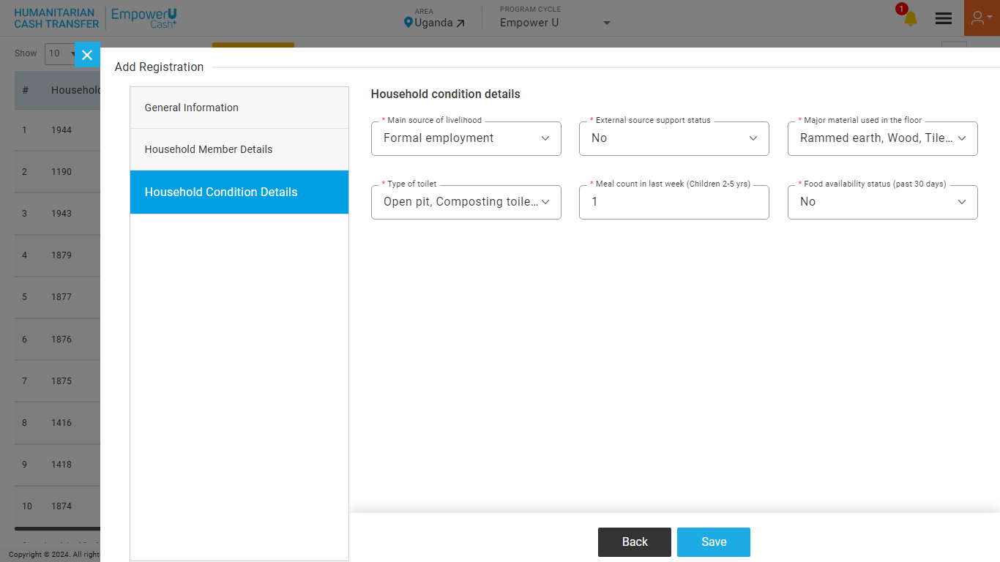 HUMANITARIAN
CASH TRANSFER
EmpowerU
Cash+
AREA
Uganda
PROGRAM CYCLE
Empower U
1
Show
10
Add Registration
#
Household
1
1944
2
1190
3
1943
4
1879
5
1877
6
1876
7
1875
8
1416
9
1418
10
1874
Copyright © 2024. All right
General Information
Household Member Details
Household Condition Details
Household condition details
* Main source of livelihood
Formal employment
* External source support status
No
* Major material used in the floor
Rammed earth, Wood, Tile...
* Type of toilet
Open pit, Composting toile...
* Meal count in last week (Children 2-5 yrs)
1
* Food availability status (past 30 days)
No
Back
Save